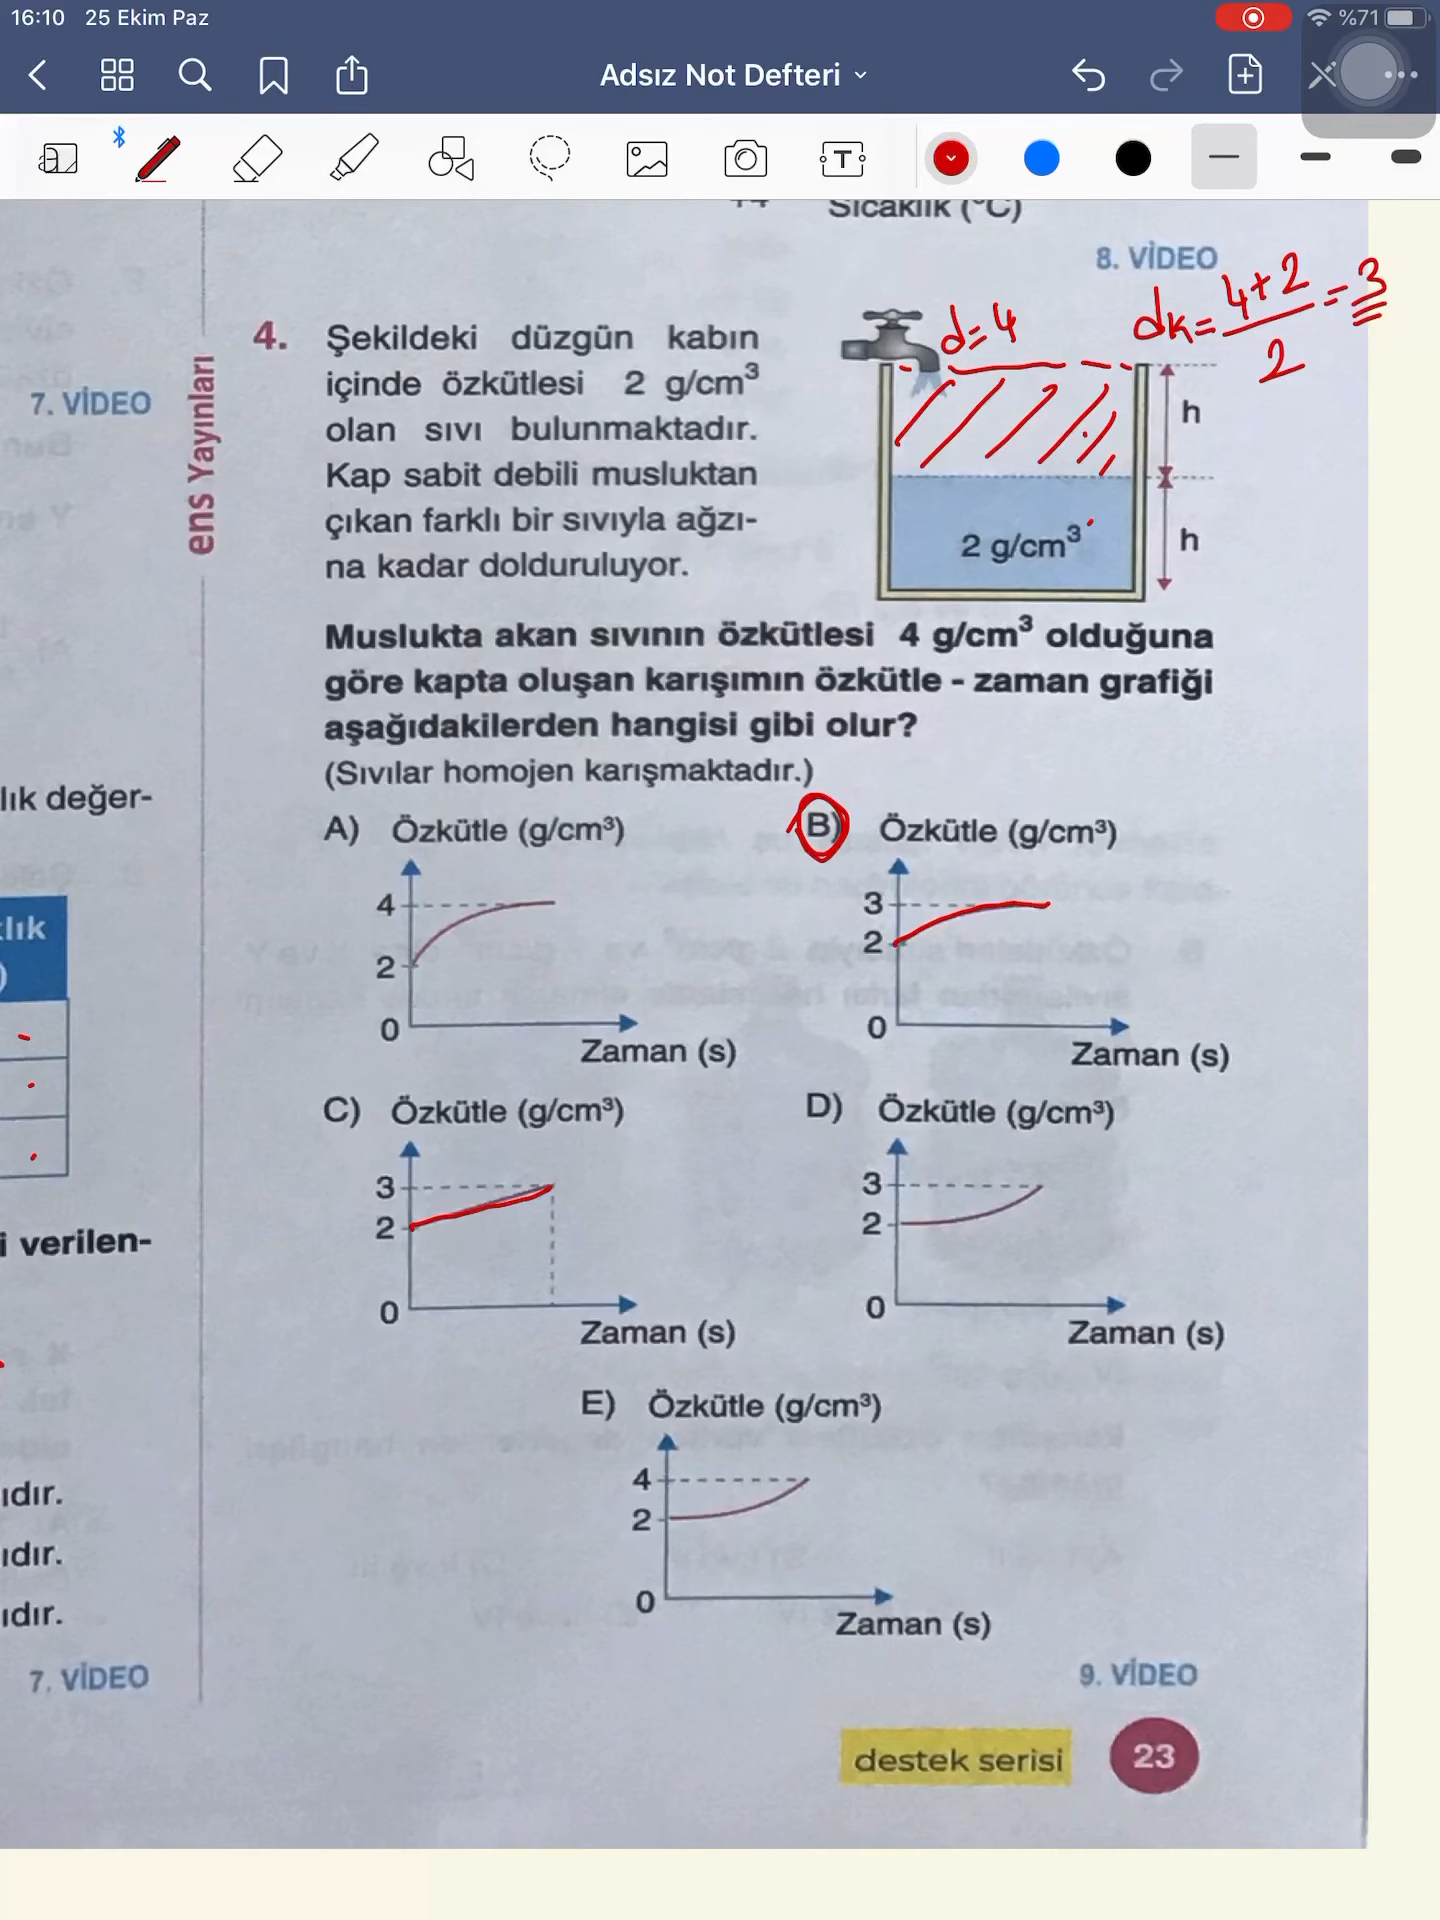 16:10 25 Ekim Paz
%71
Adsız Not Defteri
Sıcaklık (°C)
8. VİDEO
7. VİDEO
ens Yayınları
4. Şekildeki düzgün kabın
içinde özkütlesi 2 g/cm³
olan sıvı bulunmaktadır.
Kap sabit debili musluktan
çıkan farklı bir sıvıyla ağzı-
na kadar dolduruluyor.
d=4
dK=4+2/2=3
h
h
2 g/cm³
Muslukta akan sıvının özkütlesi 4 g/cm³ olduğuna
göre kapta oluşan karışımın özkütle - zaman grafiği
aşağıdakilerden hangisi gibi olur?
(Sıvılar homojen karışmaktadır.)
lık değer-
A) Özkütle (g/cm³)
4
2
0
Zaman (s)
B) Özkütle (g/cm³)
3
2
0
Zaman (s)
C) Özkütle (g/cm³)
3
2
0
Zaman (s)
D) Özkütle (g/cm³)
3
2
0
Zaman (s)
E) Özkütle (g/cm³)
4
2
0
Zaman (s)
lık
)
i verilen-
ıdır.
ıdır.
ıdır.
7. VİDEO
9. VİDEO
destek serisi 23